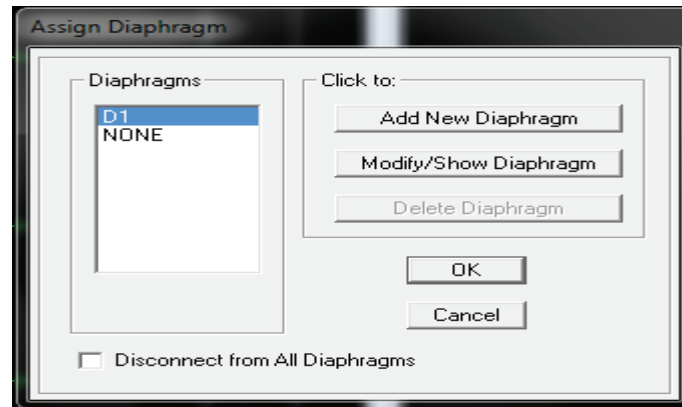 Assign Diaphragm
Diaphragms
D1
NONE
Click to:
Add New Diaphragm
Modify/Show Diaphragm
Delete Diaphragm
OK
Cancel
Disconnect from All Diaphragms